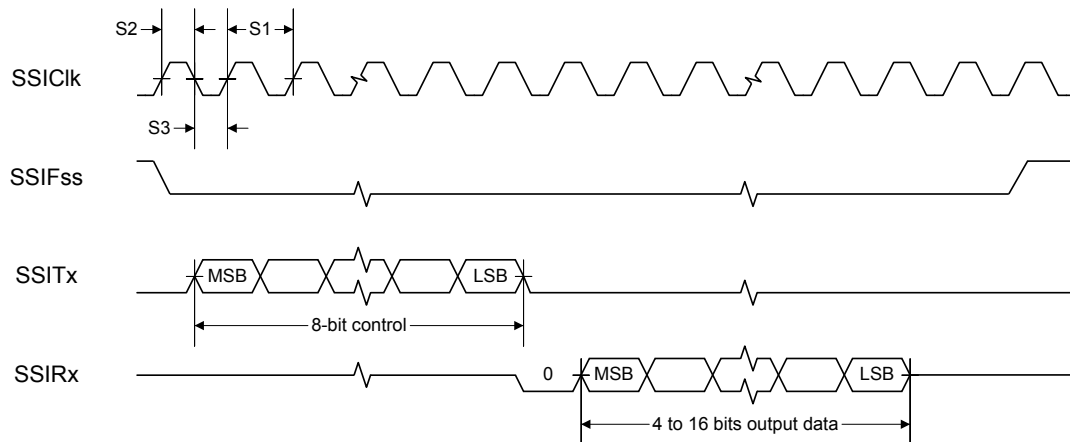 S2 S1
SSIClk
S3
SSIFss
SSITx MSB LSB
8-bit control
SSIRx 0 MSB LSB
4 to 16 bits output data